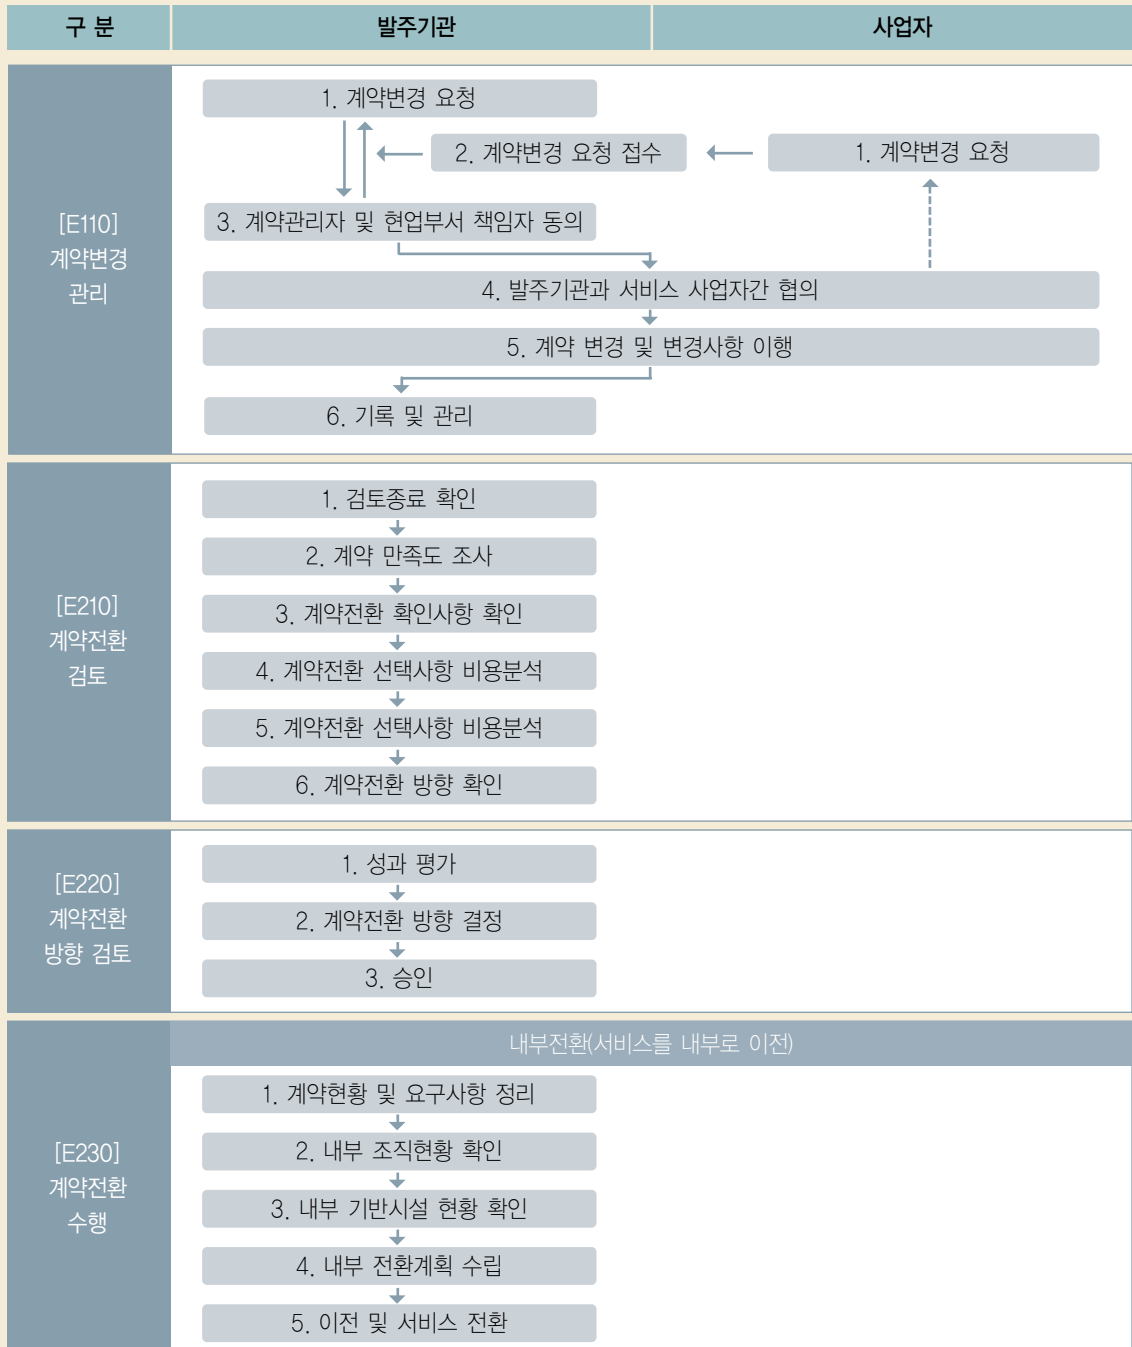 구 분
발주기관
사업자
[E110]
계약변경
관리
1. 계약변경 요청
2. 계약변경 요청 접수
1. 계약변경 요청
3. 계약관리자 및 현업부서 책임자 동의
4. 발주기관과 서비스 사업자간 협의
5. 계약 변경 및 변경사항 이행
6. 기록 및 관리
[E210]
계약전환
검토
1. 검토종료 확인
2. 계약 만족도 조사
3. 계약전환 확인사항 확인
4. 계약전환 선택사항 비용분석
5. 계약전환 선택사항 비용분석
6. 계약전환 방향 확인
[E220]
계약전환
방향 검토
1. 성과 평가
2. 계약전환 방향 결정
3. 승인
[E230]
계약전환
수행
내부전환(서비스를 내부로 이전)
1. 계약현황 및 요구사항 정리
2. 내부 조직현황 확인
3. 내부 기반시설 현황 확인
4. 내부 전환계획 수립
5. 이전 및 서비스 전환